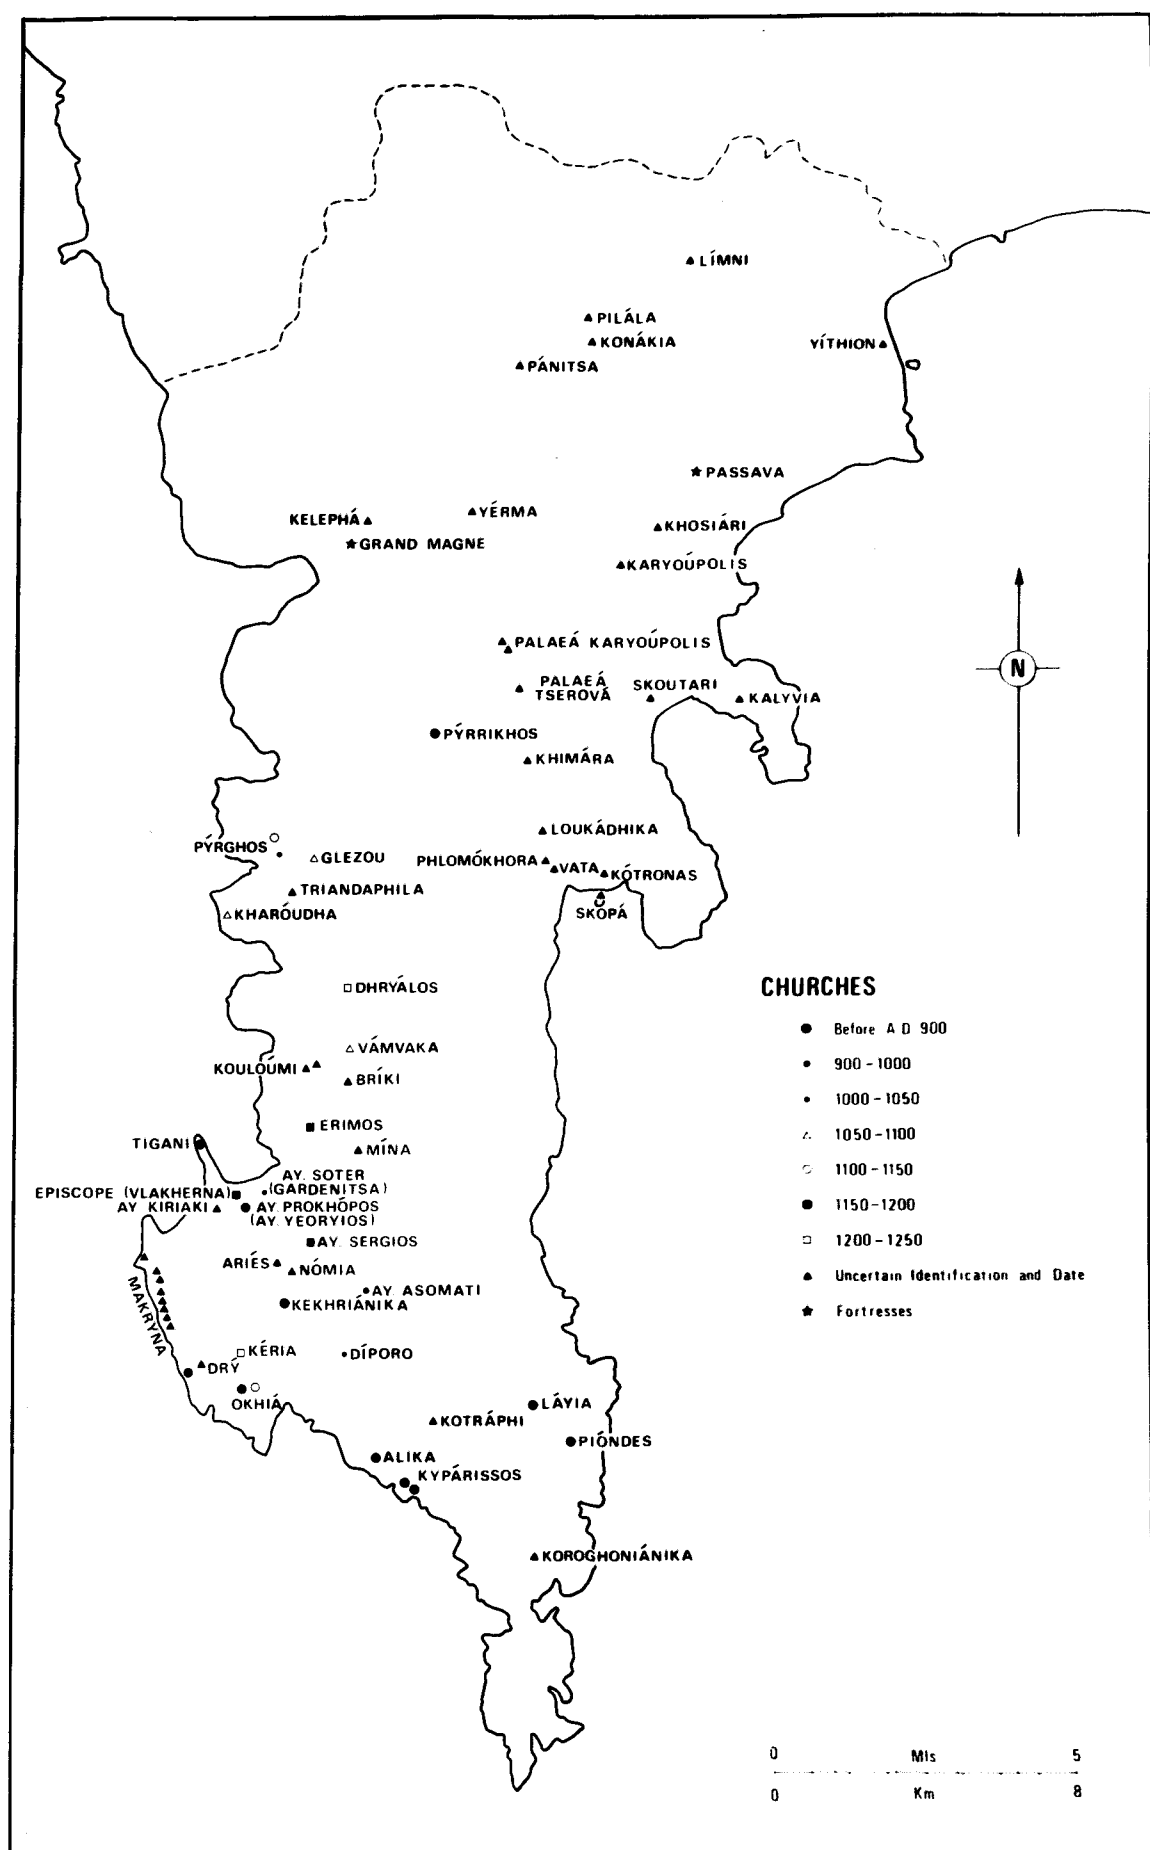 LÍMNI
PILÁLA
KONÁKIA
YÍTHION
PÁNITSA
PASSAVA
YÉRMA
KELEPHÁ
KHOSIÁRI
GRAND MAGNE
KARYOÚPOLIS
PALAEÁ KARYOÚPOLIS
PALAEÁ
TSEROVÁ
SKOUTARI
KALYVIA
PÝRRIKHOS
KHIMÁRA
LOUKÁDHIKA
PÝRGHOS
GLEZOU
PHLOMÓKHORA
VATA
KÓTRONAS
TRIANDAPHILA
KHARÓUDHA
SKOPÁ
N
DHRYÁLOS
VÁMVAKA
KOULOÚMI
BRÍKI
ERIMOS
TIGANI
MÍNA
AY. SOTER
(GARDENITSA)
EPISCOPE (VLAKHERNA)
AY. KIRIAKI
AY. PROKHÓPOS
(AY. YEORYIOS)
AY. SERGIOS
ARIÉS
NÓMIA
AY. ASOMATI
KEKHRIÁNIKA
MAKRYNA
KÉRIA
DÍPORO
DRÝ
OKHIÁ
LÁYIA
KOTRÁPHI
PIÓNDES
ALIKA
KYPÁRISSOS
KOROGHONIÁNIKA
CHURCHES
Before A D 900
900 – 1000
1000 – 1050
1050 – 1100
1100 – 1150
1150 – 1200
1200 – 1250
Uncertain Identification and Date
Fortresses
0 Mls 5
0 Km 8